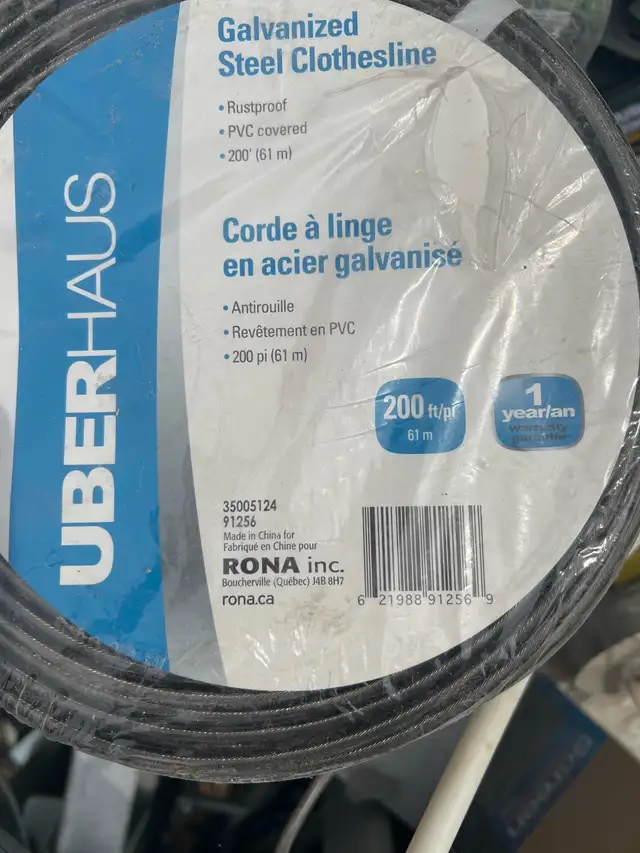 Galvanized
Steel Clothesline
• Rustproof
• PVC covered
• 200' (61 m)
UBERHAUS
Corde à linge
en acier galvanisé
• Antirouille
• Revêtement en PVC
• 200 pi (61 m)
200 ft/pi
61 m
1
year/an
warranty
garantie
35005124
91256
Made in China for
Fabriqué en Chine pour
RONA inc.
Boucherville (Québec) J4B 8H7
rona.ca
6 21988 91256 9